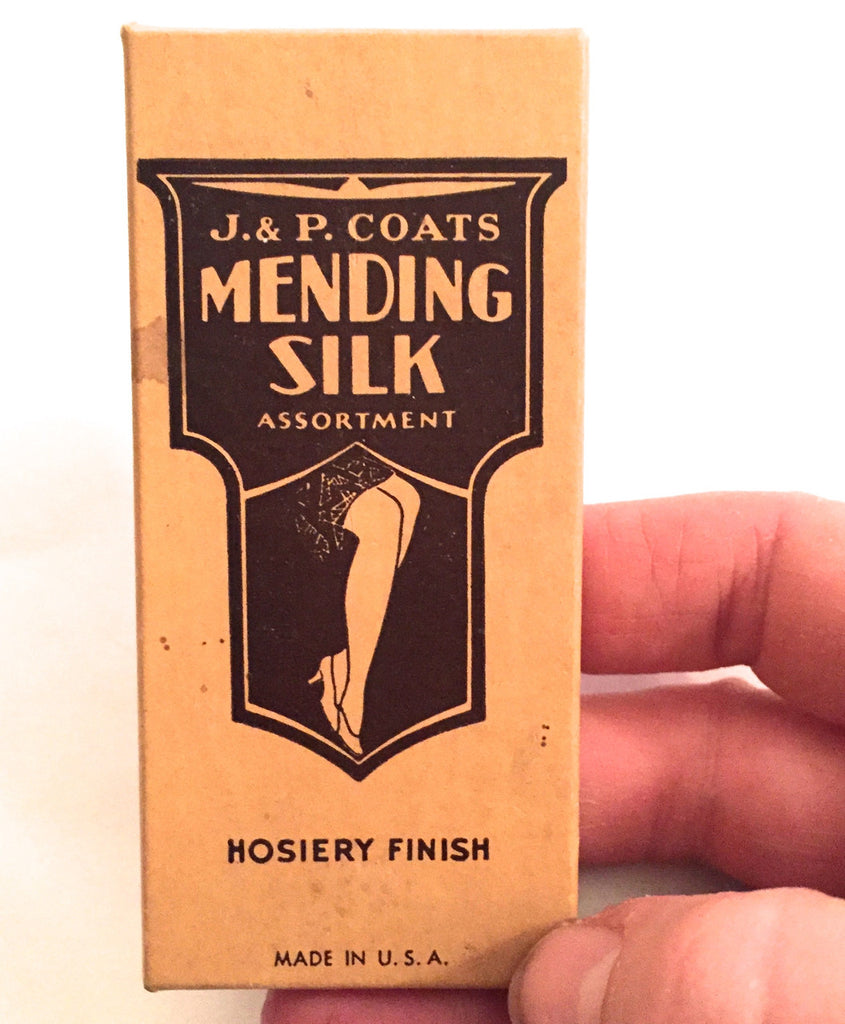 J. & P. COATS
MENDING
SILK
ASSORTMENT
HOSIERY FINISH
MADE IN U. S. A.